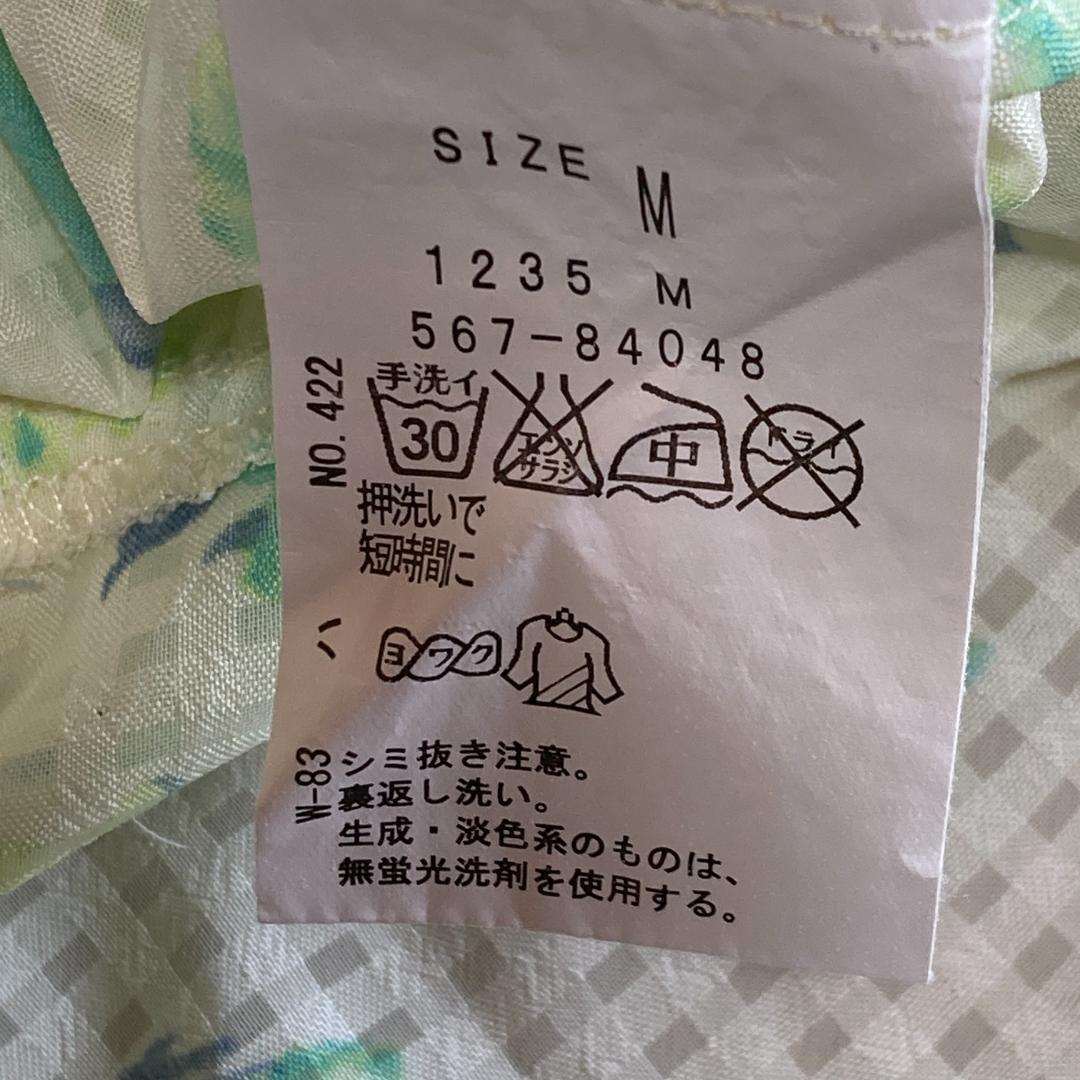 SIZE M
1235 M
567-84048
NO. 422
手洗イ
30
エンソ
サラシ
中
ドライ
押洗いで
短時間に
ハ
ヨワク
W-83
シミ抜き注意。
裏返し洗い。
生成・淡色系のものは、
無蛍光洗剤を使用する。